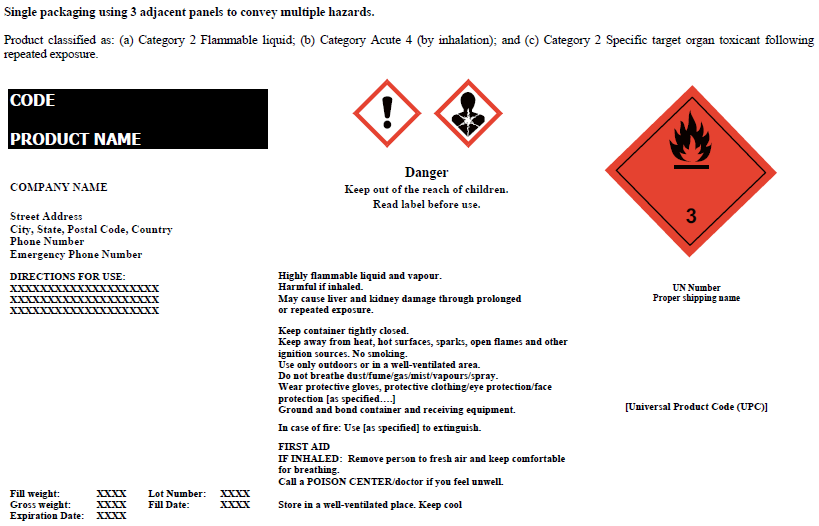 Single packaging using 3 adjacent panels to convey multiple hazards.
Product classified as: (a) Category 2 Flammable liquid; (b) Category Acute 4 (by inhalation); and (c) Category 2 Specific target organ toxicant following
repeated exposure.
CODE
PRODUCT NAME
COMPANY NAME
Street Address
City, State, Postal Code, Country
Phone Number
Emergency Phone Number
DIRECTIONS FOR USE:
XXXXXXXXXXXXXXXXXXXX
XXXXXXXXXXXXXXXXXXXX
XXXXXXXXXXXXXXXXXXXX
Fill weight: XXXX Lot Number: XXXX
Gross weight: XXXX Fill Date: XXXX
Expiration Date: XXXX
Danger
Keep out of the reach of children.
Read label before use.
Highly flammable liquid and vapour.
Harmful if inhaled.
May cause liver and kidney damage through prolonged
or repeated exposure.
Keep container tightly closed.
Keep away from heat, hot surfaces, sparks, open flames and other
ignition sources. No smoking.
Use only outdoors or in a well-ventilated area.
Do not breathe dust/fume/gas/mist/vapours/spray.
Wear protective gloves, protective clothing/eye protection/face
protection [as specified....]
Ground and bond container and receiving equipment.
In case of fire: Use [as specified] to extinguish.
FIRST AID
IF INHALED: Remove person to fresh air and keep comfortable
for breathing.
Call a POISON CENTER/doctor if you feel unwell.
Store in a well-ventilated place. Keep cool
3
UN Number
Proper shipping name
[Universal Product Code (UPC)]